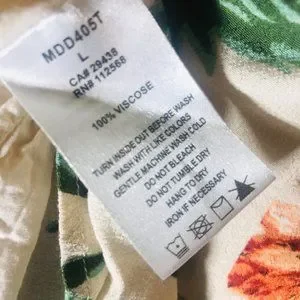 MDD405T
L
CA# 29438
RN# 112568
100% VISCOSE
TURN INSIDE OUT BEFORE WASH
WASH WITH LIKE COLORS
GENTLE MACHINE WASH COLD
DO NOT BLEACH
DO NOT TUMBLE DRY
HANG TO DRY
IRON IF NECESSARY